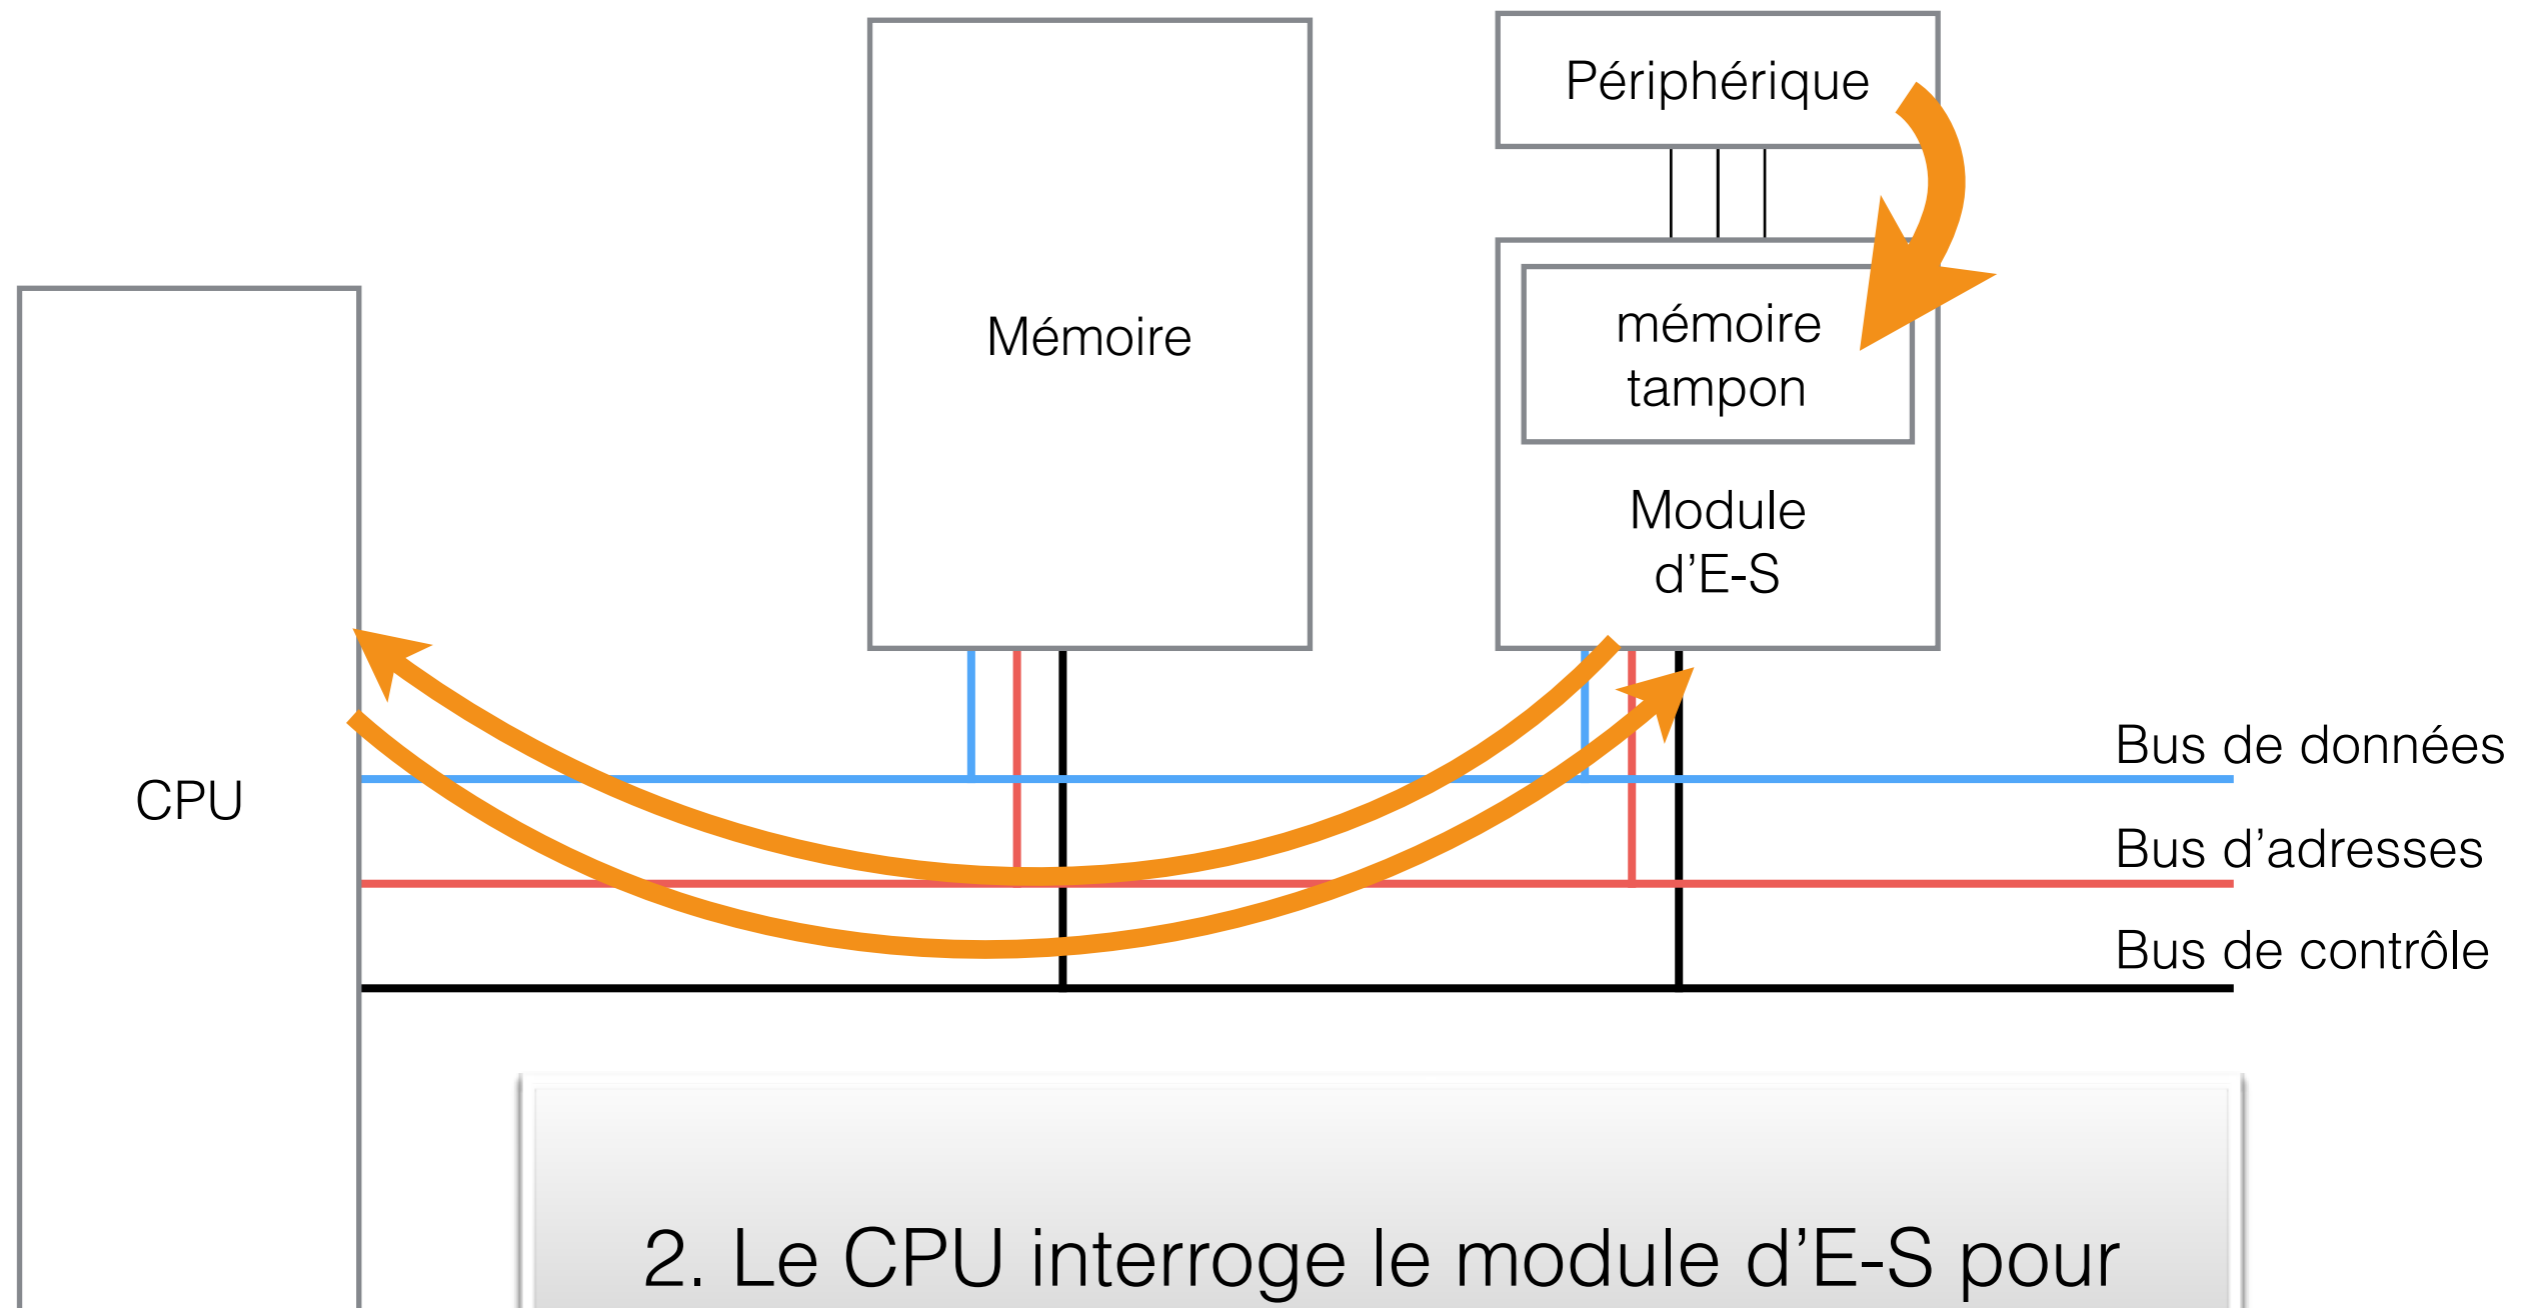 Périphérique
Mémoire
mémoire
tampon
Module
d’E-S
CPU
Bus de données
Bus d’adresses
Bus de contrôle
2. Le CPU interroge le module d’E-S pour